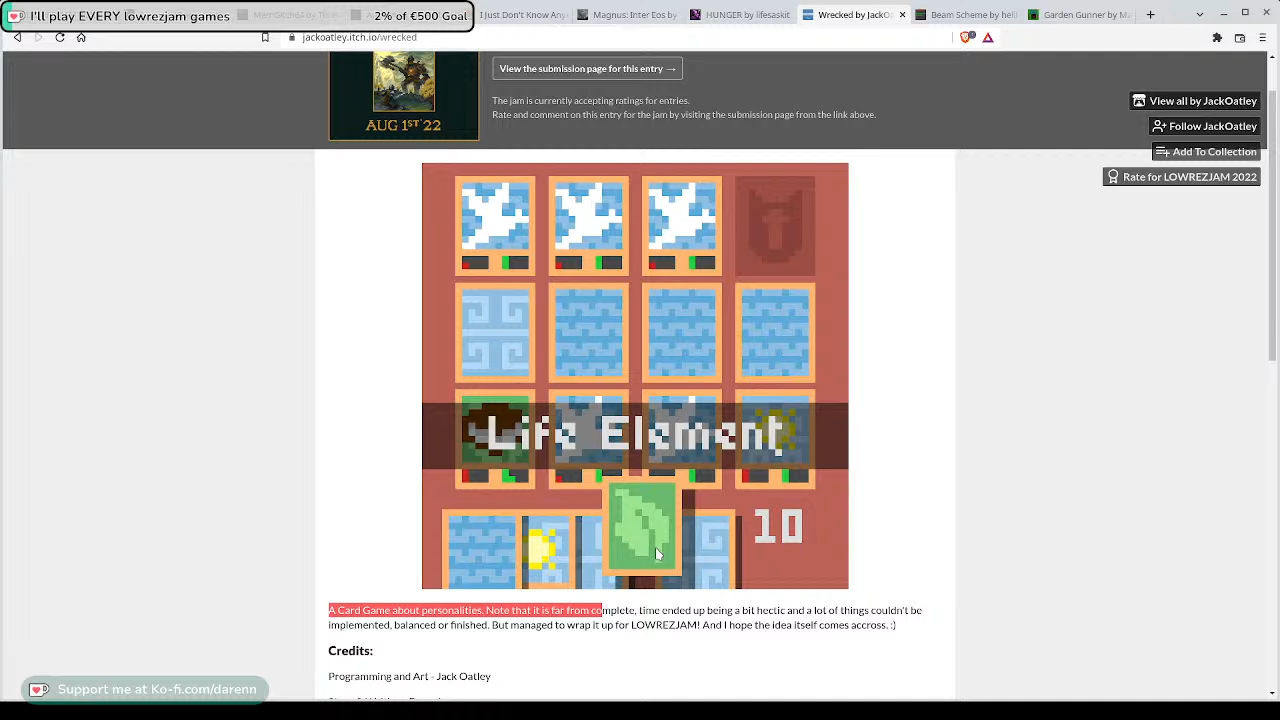 I'll play EVERY lowrezjam games
2% of €500 Goal
I Just Don't Know Any
Magnus: Inter Eos by
HUNGER by lifesaskit
Wrecked by JackO
Beam Scheme by helli
Garden Gunner by Ma
jackoatley.itch.io/wrecked
View the submission page for this entry →
The jam is currently accepting ratings for entries.
Rate and comment on this entry for the jam by visiting the submission page from the link above.
AUG 1ST '22
View all by JackOatley
Follow JackOatley
Add To Collection
Rate for LOWREZJAM 2022
Life Element
10
A Card Game about personalities. Note that it is far from complete, time ended up being a bit hectic and a lot of things couldn't be
implemented, balanced or finished. But managed to wrap it up for LOWREZJAM! And I hope the idea itself comes accross. :)
Credits:
Programming and Art - Jack Oatley
Support me at Ko-fi.com/darenn